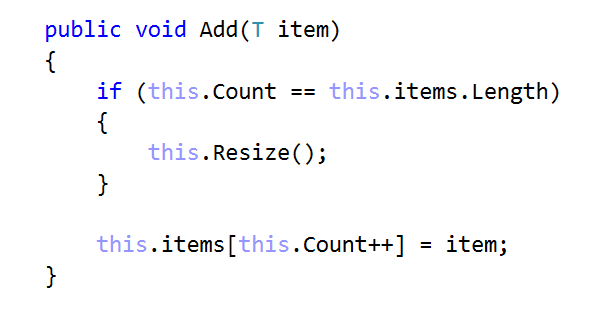 public void Add(T item)
{
    if (this.Count == this.items.Length)
    {
        this.Resize();
    }

    this.items[this.Count++] = item;
}